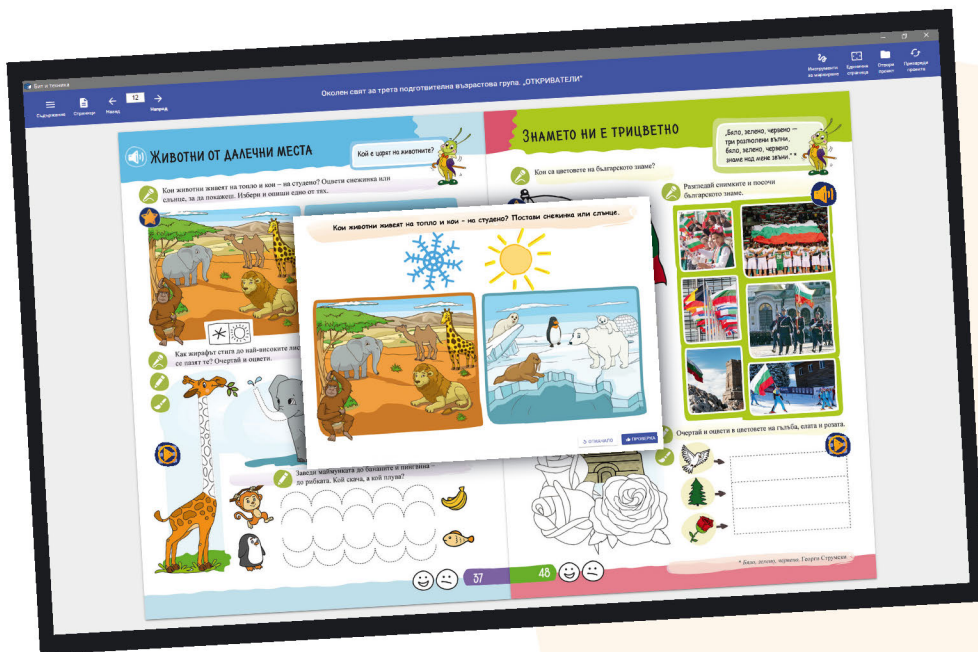 Бит и техника
Съдържание
Страници
Назад
12
Напред
Околен свят за трета подготвителна възрастова група. „ОТКРИВАТЕЛИ“
Инструменти за маркиране
Единична страница
Отвори проект
Презареди проекта
ЖИВОТНИ ОТ ДАЛЕЧНИ МЕСТА
Кой е царят на животните?
Кои животни живеят на топло и кои – на студено? Оцвети снежинка или
слънце, за да покажеш. Избери и опиши едно от тях.
Как жирафът стига до най-високите
се пазят те? Очертай и оцвети.
Заведи маймунката до бананите и пингвина –
до рибката. Кой скача, а кой плува?
37
Кои животни живеят на топло и кои – на студено? Постави снежинка или слънце.
ОТНАЧАЛО
ПРОВЕРКА
ЗНАМЕТО НИ Е ТРИЦВЕТНО
„Бяло, зелено, червено –
три разлюлени вълни,
бяло, зелено, червено
знаме над мене звъни.“ *
Кои са цветовете на българското знаме?
Разгледай снимките и посочи
българското знаме.
Очертай и оцвети в цветовете на гълъба, елата и розата.
* Бяло, зелено, червено, Георги Струмски
48